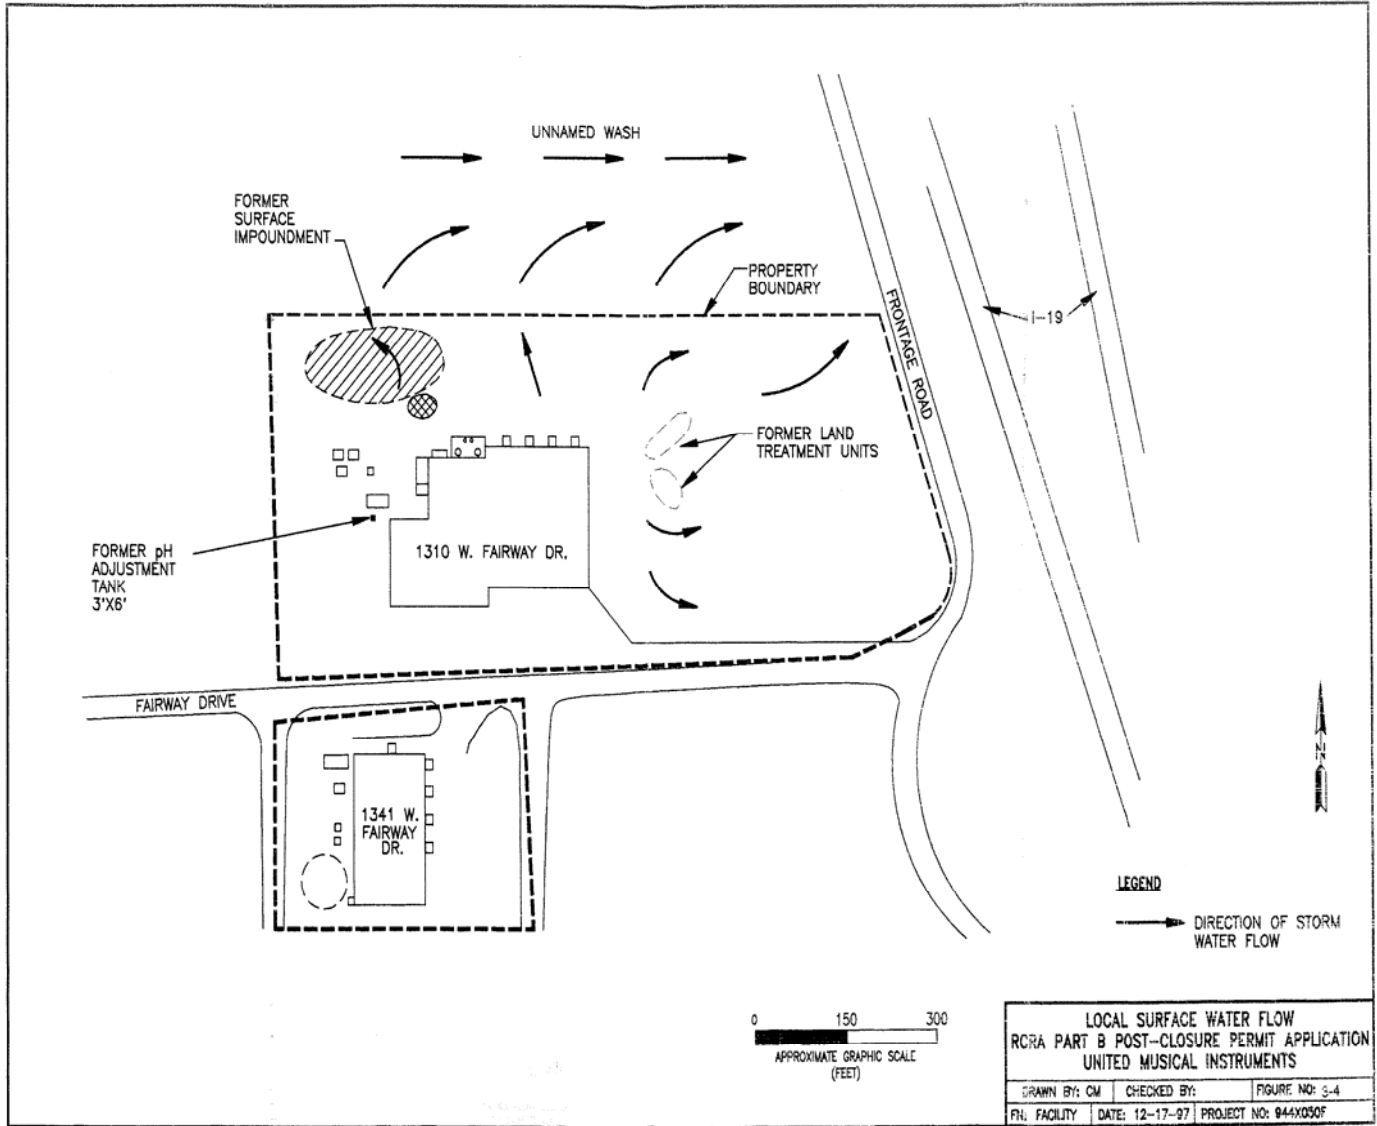 UNNAMED WASH
FORMER
SURFACE
IMPOUNDMENT
PROPERTY
BOUNDARY
FRONTAGE ROAD
I-19
FORMER LAND
TREATMENT UNITS
1310 W. FAIRWAY DR.
FORMER pH
ADJUSTMENT
TANK
3'X6'
FAIRWAY DRIVE
1341 W.
FAIRWAY
DR.
N
LEGEND
DIRECTION OF STORM
WATER FLOW
0 150 300
APPROXIMATE GRAPHIC SCALE
(FEET)
LOCAL SURFACE WATER FLOW
RCRA PART B POST-CLOSURE PERMIT APPLICATION
UNITED MUSICAL INSTRUMENTS
DRAWN BY: CM CHECKED BY: FIGURE NO: 3-4
FN: FACILITY DATE: 12-17-97 PROJECT NO: 944X050F